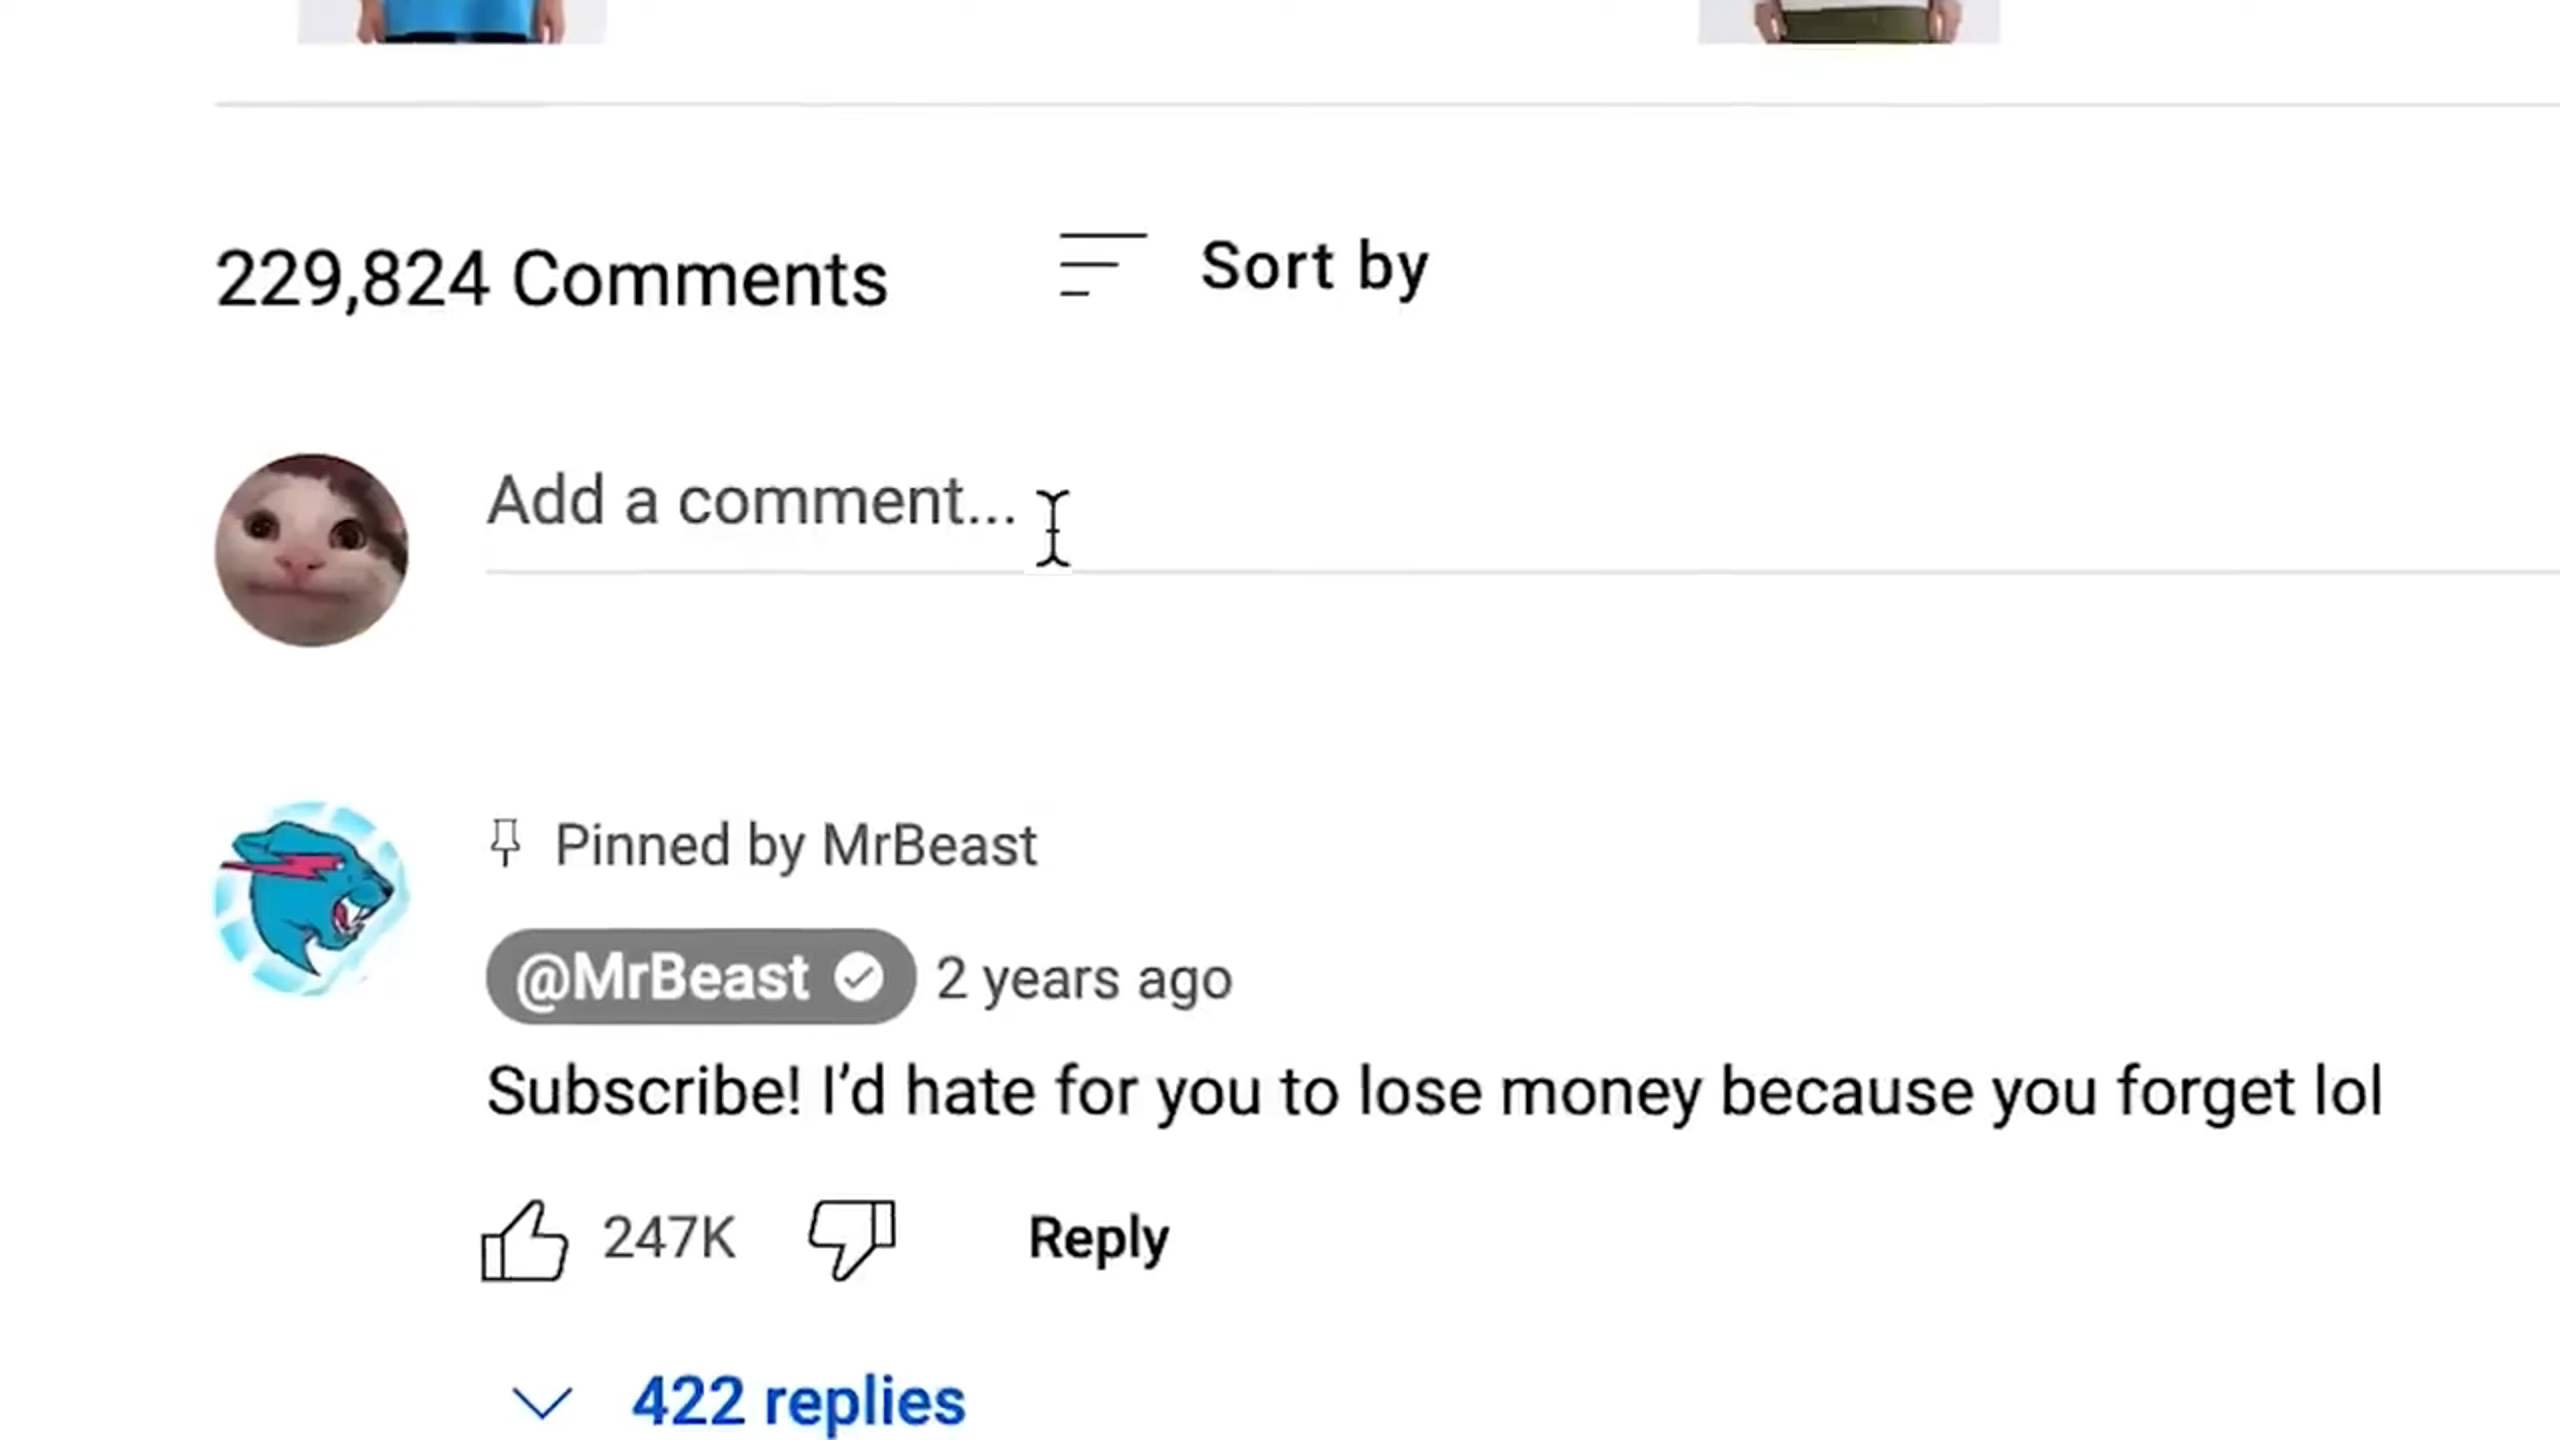 229,824 Comments
Sort by
Add a comment...
Pinned by MrBeast
@MrBeast 2 years ago
Subscribe! I’d hate for you to lose money because you forget lol
247K
Reply
422 replies